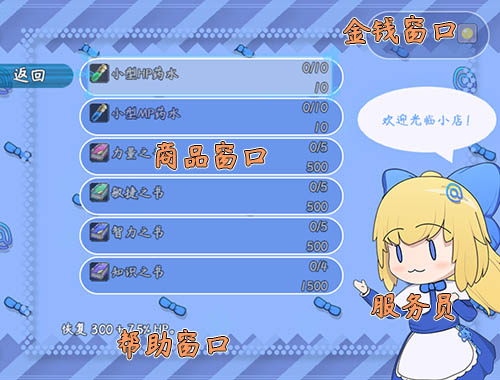 金钱窗口
返回
小型HP药水 0/10
10
欢迎光临小店!
小型MP药水 0/10
10
力量之 0/5
商品窗口
500
敏捷之书 0/5
500
智力之书 0/5
500
知识之书 0/4
1500
服务员
恢复 300 + 7.5% HP。
帮助窗口